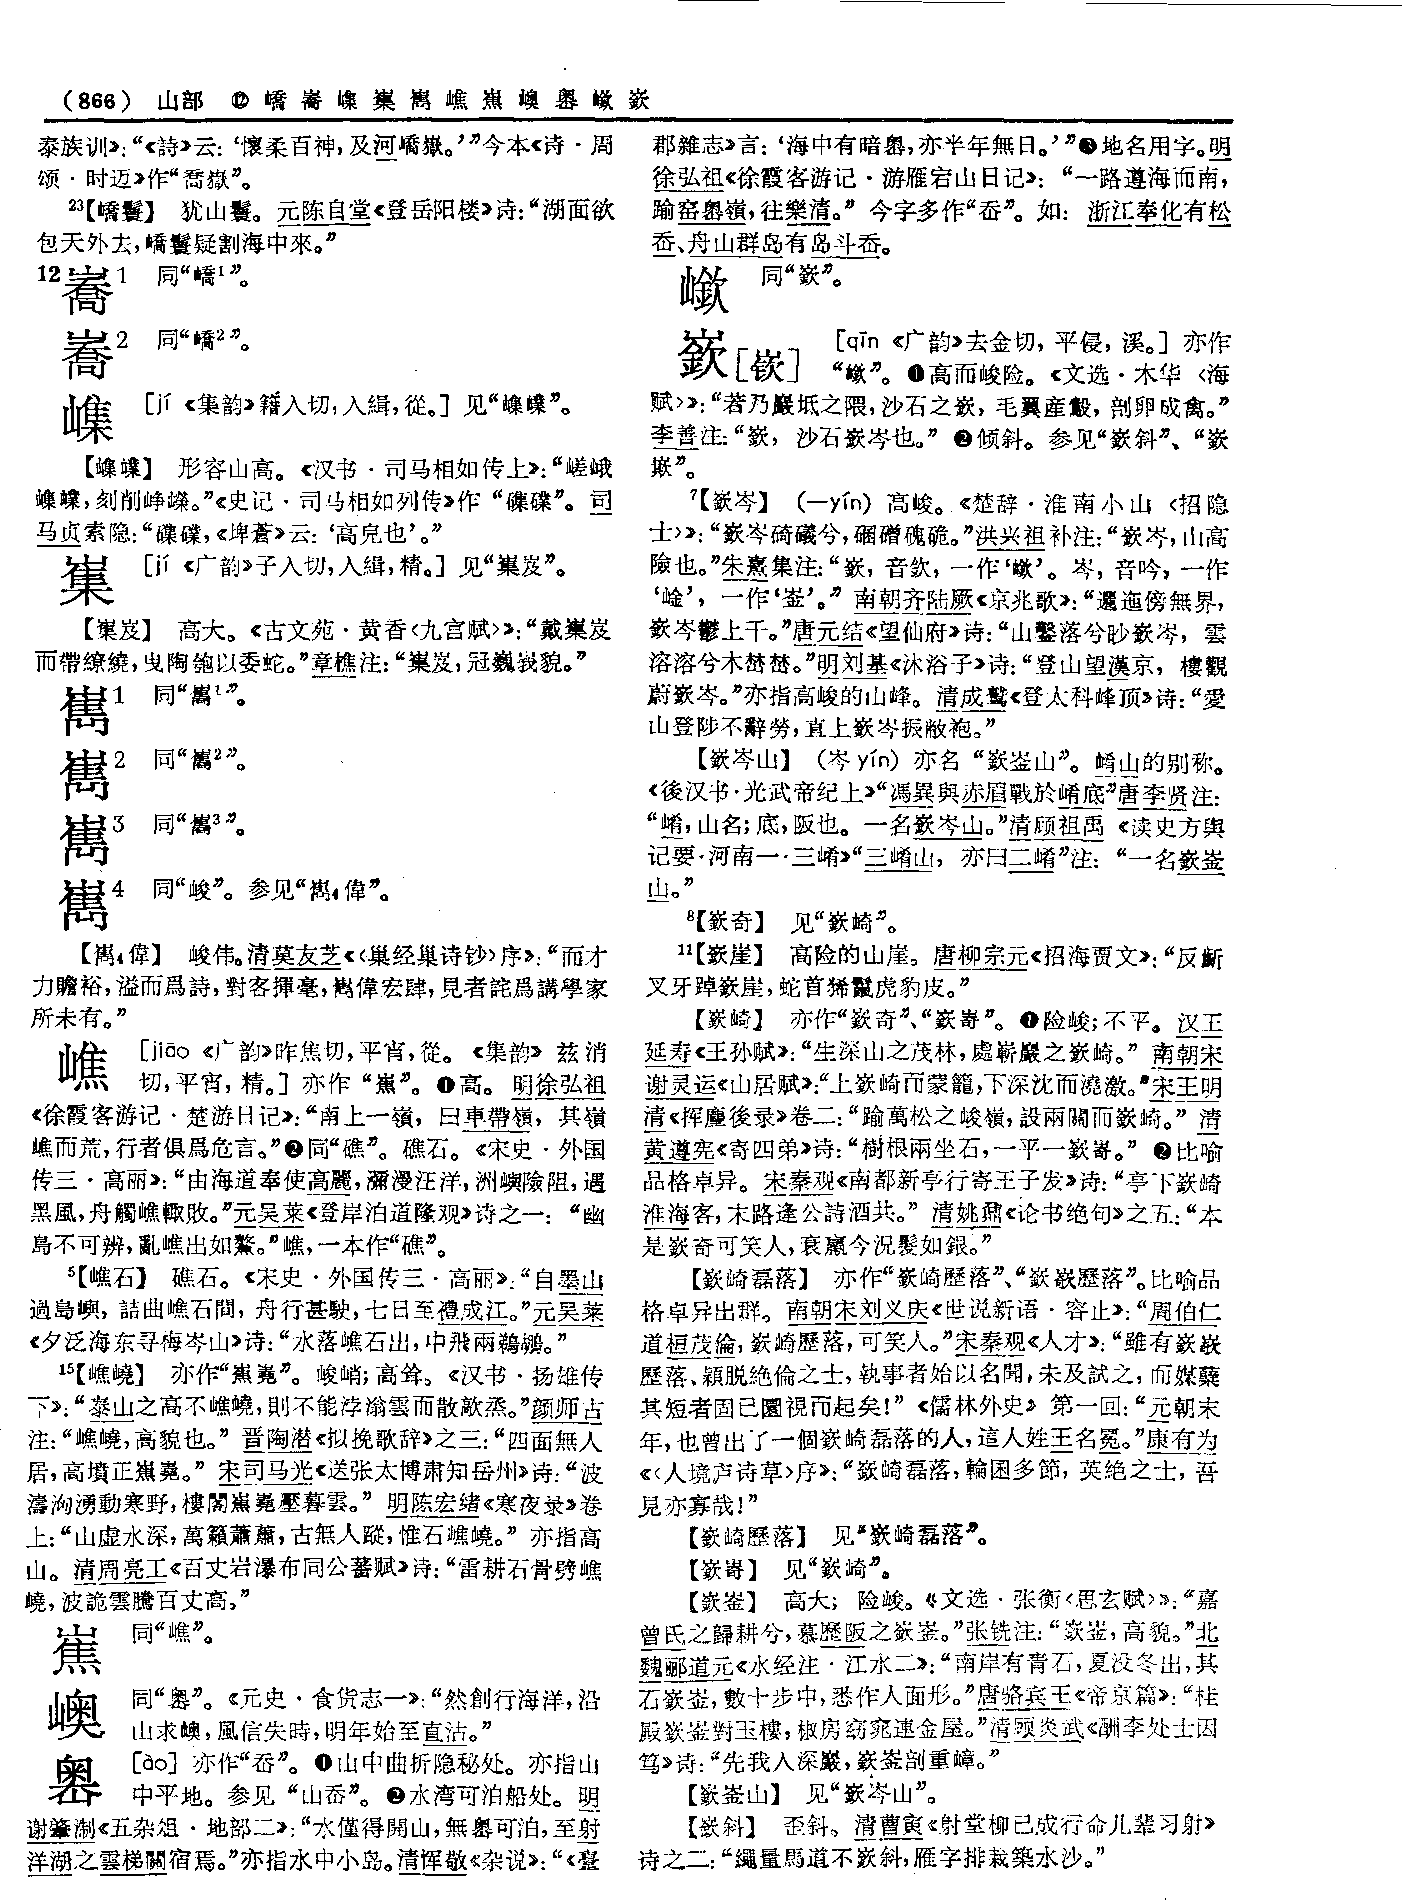 (866) 山部 ⑫ 嶠 嵪 㠍 㠎 嶲 嶕 嶣 嶴 嶔 嶔
泰族训》：“《詩》云：‘懷柔百神，及河嶠嶽。’”今本《诗·周
颂·时迈》作“喬嶽”。
23【嶠鬟】 犹山鬟。元陈自堂《登岳阳楼》诗：“湖面欲
包天外去，嶠鬟疑割海中來。”
12 1 同“嶠1”。
2 同“嶠2”。
[jí 《集韵》籍入切，入緝，從。] 见
形容山高。《汉书·司马相如传上》：“嵯峨
刻削峥嶸。”《史记·司马相如列传》作 司
马贞索隐： 《埤蒼》云：‘高皃也’。”
[jí 《广韵》子入切，入緝，精。] 见
高大。《古文苑·黄香〈九宫赋〉》：“戴
而帶繚繞，曳陶匏以委蛇。”章樵注： 冠巍峩貌。”
1 同“嶲1”。
2 同“嶲2”。
3 同“嶲3”。
4 同“峻”。参见“嶲4偉”。
【嶲4偉】 峻伟。清莫友芝《〈巢经巢诗钞〉序》：“而才
力贍裕，溢而爲詩，對客揮毫，嶲偉宏肆，見者詫爲講學家
所未有。”
嶕 [jiāo 《广韵》昨焦切，平宵，從。《集韵》兹消
切，平宵，精。] 亦作“嶣”。❶高。明徐弘祖
《徐霞客游记·楚游日记》：“南上一嶺，曰車帶嶺，其嶺
嶕而荒，行者俱爲危言。”❷同“礁”。礁石。《宋史·外国
传三·高丽》：“由海道奉使高麗，瀰漫汪洋，洲嶼險阻，遇
黑風，舟觸嶕輒敗。”元吴莱《登岸泊道隆观》诗之一：“幽
島不可辨，亂嶕出如鰲。”嶕，一本作“礁”。
5【嶕石】 礁石。《宋史·外国传三·高丽》：“自墨山
過島嶼，詰曲嶕石間，舟行甚駛，七日至禮成江。”元吴莱
《夕泛海东寻梅岑山》诗：“水落嶕石出，中飛兩鵜鶘。”
15【嶕嶢】 亦作“嶣嶤”。峻峭；高耸。《汉书·扬雄传
下》：“泰山之高不嶕嶢，則不能浡滃雲而散歊烝。”颜师古
注：“嶕嶢，高貌也。”晋陶潜《拟挽歌辞》之三：“四面無人
居，高墳正嶣嶤。”宋司马光《送张太博肃知岳州》诗：“波
濤洶湧動寒野，樓閣嶣嶤壓暮雲。”明陈宏绪《寒夜录》卷
上：“山虚水深，萬籟蕭蕭，古無人蹤，惟石嶕嶢。”亦指高
山。清周亮工《百丈岩瀑布同公蕃赋》诗：“雷耕石骨劈嶕
嶢，波詭雲騰百丈高。”
嶣 同“嶕”。
同“嶴”。《元史·食货志一》：“然創行海洋，沿
山求㠗，風信失時，明年始至直沽。”
嶴 [ào] 亦作“岙”。❶山中曲折隐秘处。亦指山
中平地。参见“山岙”。❷水湾可泊船处。明
谢肇淛《五杂俎·地部二》：“水僅得開山，無嶴可泊，至射
洋湖之雲梯關宿焉。”亦指水中小岛。清恽敬《杂说》：“《臺
郡雜志》言：‘海中有暗嶴，亦半年無日。’”❸地名用字。明
徐弘祖《徐霞客游记·游雁宕山日记》：“一路遵海而南，
踰窑嶴嶺，往樂清。”今字多作“岙”。如：浙江奉化有松
岙、舟山群岛有岛斗岙。
同“嶔”。
嶔[嵚] [qīn 《广韵》去金切，平侵，溪。] 亦作
❶高而峻险。《文选·木华〈海
赋〉》：“若乃巖坻之隈，沙石之嶔，毛翼産鷇，剖卵成禽。”
李善注：“嶔，沙石嶔岑也。”❷倾斜。参见“嶔斜”、“嶔
嵌”。
7【嶔岑】 (—yín) 高峻。《楚辞·淮南小山〈招隐
士〉》：“嶔岑碕礒兮，硱磳磈硊。”洪兴祖补注：“嶔岑，山高
險也。”朱熹集注：“嶔，音欽，一作 岑，音吟，一作
‘崯’，一作‘崟’。”南朝齐陆厥《京兆歌》：“邐迤傍無界，
嶔岑鬱上干。”唐元结《望仙府》诗：“山鑿落兮眇嶔岑，雲
溶溶兮木棽棽。”明刘基《沐浴子》诗：“登山望漢京，樓觀
蔚嶔岑。”亦指高峻的山峰。清成鹫《登太科峰顶》诗：“愛
山登陟不辭勞，直上嶔岑振敝袍。”
【嶔岑山】 (岑yín) 亦名“嶔崟山”。崤山的别称。
《後汉书·光武帝纪上》“馮異與赤眉戰於崤底”唐李贤注：
“崤，山名；底，阪也。一名嶔岑山。”清顾祖禹《读史方舆
记要·河南一·三崤》“三崤山，亦曰二崤”注：“一名嶔崟
山。”
8【嶔奇】 见“嶔崎”。
11【嶔崖】 高险的山崖。唐柳宗元《招海贾文》：“反齗
叉牙踔嶔崖，蛇首狶鬣虎豹皮。”
【嶔崎】 亦作“嶔奇”、“嶔嵜”。❶险峻；不平。汉王
延寿《王孙赋》：“生深山之茂林，處嶄巖之嶔崎。”南朝宋
谢灵运《山居赋》：“上嶔崎而蒙籠，下深沈而澆激。”宋王明
清《挥麈後录》卷二：“踰萬松之峻嶺，設兩關而嶔崎。”清
黄遵宪《寄四弟》诗：“樹根兩坐石，一平一嶔嵜。”❷比喻
品格卓异。宋秦观《南都新亭行寄王子发》诗：“亭下嶔崎
淮海客，末路逢公詩酒共。”清姚鼐《论书绝句》之五：“本
是嶔奇可笑人，衰羸今況髮如銀。”
【嶔崎磊落】 亦作“嶔崎歷落”、“嶔嶔歷落”。比喻品
格卓异出群。南朝宋刘义庆《世说新语·容止》：“周伯仁
道桓茂倫，嶔崎歷落，可笑人。”宋秦观《人才》：“雖有嶔嶔
歷落、穎脱絶倫之士，執事者始以名聞，未及試之，而媒蘖
其短者固已圜視而起矣！”《儒林外史》第一回：“元朝末
年，也曾出了一個嶔崎磊落的人，這人姓王名冕。”康有为
《〈人境庐诗草〉序》：“嶔崎磊落，輪囷多節，英絶之士，吾
見亦寡哉！”
【嶔崎歷落】 见“嶔崎磊落”。
【嶔嵜】 见“嶔崎”。
【嶔崟】 高大；险峻。《文选·张衡〈思玄赋〉》：“嘉
曾氏之歸耕兮，慕歷阪之嶔崟。”张铣注：“嶔崟，高貌。”北
魏郦道元《水经注·江水二》：“南岸有青石，夏没冬出，其
石嶔崟，數十步中，悉作人面形。”唐骆宾王《帝京篇》：“桂
殿嶔崟對玉樓，椒房窈窕連金屋。”清顾炎武《酬李处士因
笃》诗：“先我入深巖，嶔崟剖重嶂。”
【嶔崟山】 见“嶔岑山”。
【嶔斜】 歪斜。清曹寅《射堂柳已成行命儿辈习射》
诗之二：“繩量馬道不嶔斜，雁字排栽築水沙。”